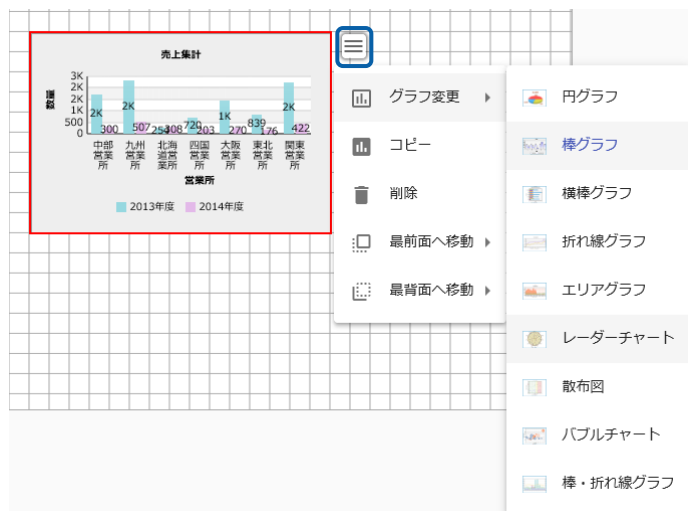 売上集計
数量
3K
2K
2K
1K
500
0
2K
300
2K
507
254
308
720
203
1K
270
839
176
2K
422
中部営業所
九州営業所
北海道営業所
四国営業所
大阪営業所
東北営業所
関東営業所
営業所
2013年度
2014年度
グラフ変更
コピー
削除
最前面へ移動
最背面へ移動
円グラフ
棒グラフ
横棒グラフ
折れ線グラフ
エリアグラフ
レーダーチャート
散布図
バブルチャート
棒・折れ線グラフ